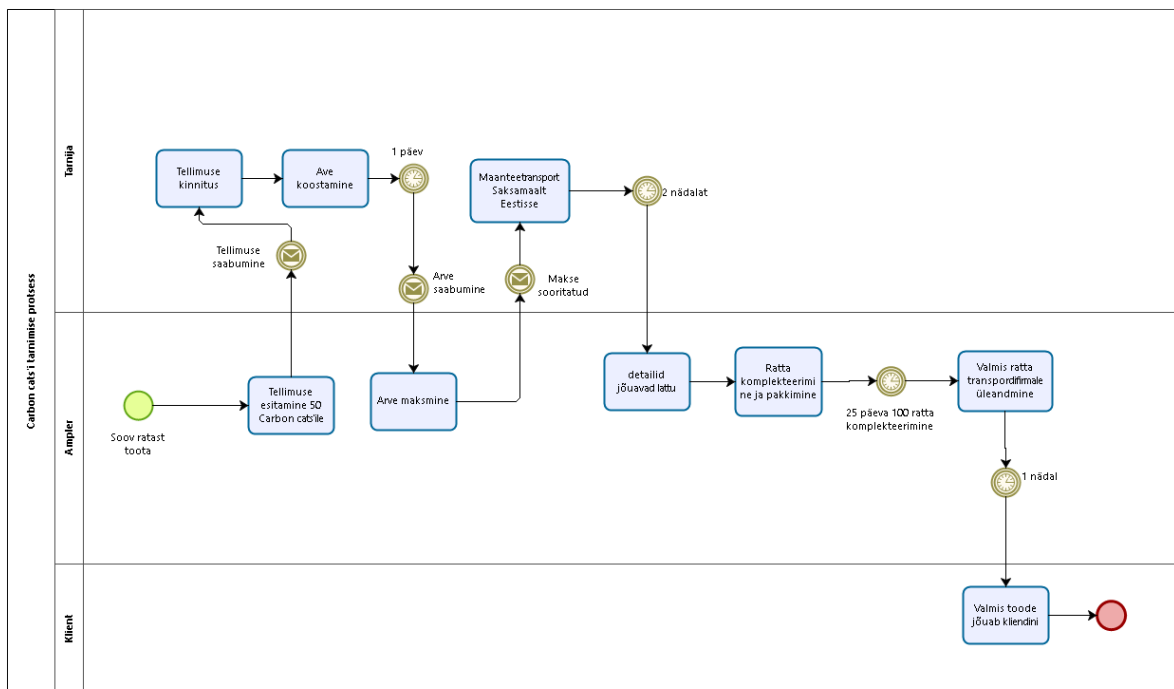 Carbon cats'i tarnimise protsess
Tarnija
Tellimuse
kinnitus
Ave
koostamine
1 päev
Maanteetransport
Saksamaalt
Eestisse
2 nädalat
Tellimuse
saabumine
Arve
saabumine
Makse
sooritatud
Ampler
Soov ratast
toota
Tellimuse
esitamine 50
Carbon cats'ile
Arve maksmine
detailid
jõuavad lattu
Ratta
komplekteerimi
ne ja pakkimine
25 päeva 100 ratta
komplekteerimine
Valmis ratta
transpordifirmale
üleandmine
1 nädal
Klient
Valmis toode
jõuab kliendini